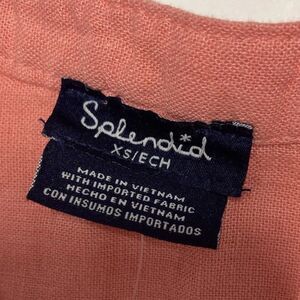 Splendid
XS/ECH
MADE IN VIETNAM
WITH IMPORTED FABRIC
HECHO EN VIETNAM
CON INSUMOS IMPORTADOS